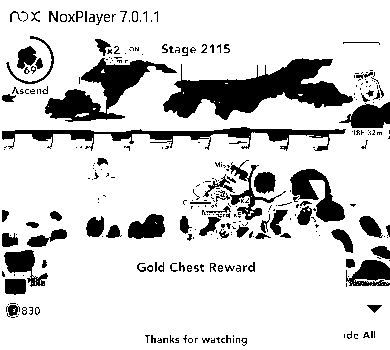 nox NoxPlayer 7.0.1.1
x2 ON
Stage 2115
69
Ascend
18h 32m
x2
Gold Chest Reward
830
ide All
Thanks for watching